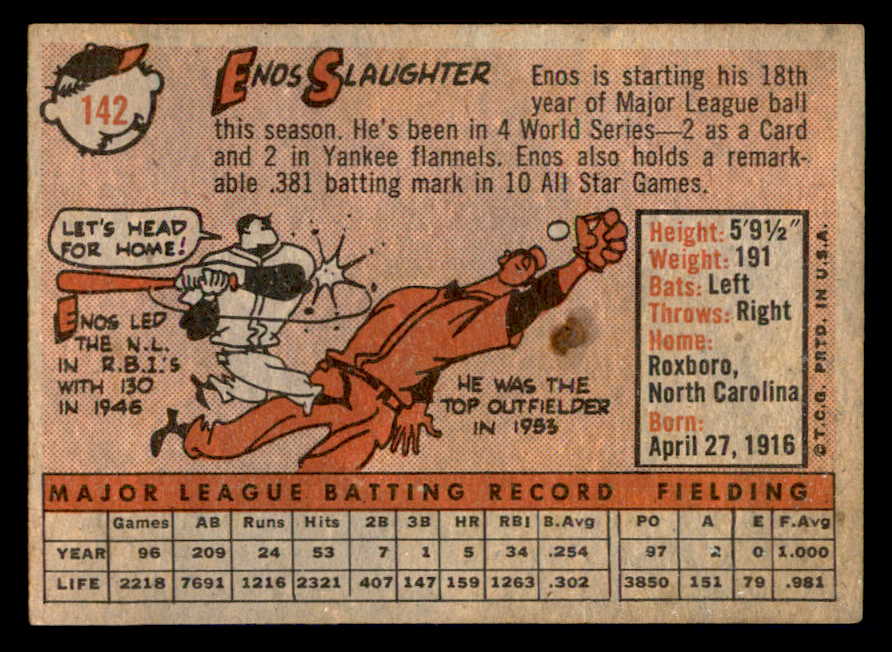 142
ENOS SLAUGHTER
Enos is starting his 18th
year of Major League ball
this season. He's been in 4 World Series—2 as a Card
and 2 in Yankee flannels. Enos also holds a remark-
able .381 batting mark in 10 All Star Games.
LET'S HEAD
FOR HOME!
ENOS LED
THE N.L.
IN R.B.I.'S
WITH 130
IN 1946
HE WAS THE
TOP OUTFIELDER
IN 1953
Height: 5'9½"
Weight: 191
Bats: Left
Throws: Right
Home:
Roxboro,
North Carolina
Born:
April 27, 1916
© T.C.G. PRTD. IN U.S.A.
MAJOR LEAGUE BATTING RECORD FIELDING
Games AB Runs Hits 2B 3B HR RBI B.Avg PO A E F.Avg
YEAR 96 209 24 53 7 1 5 34 .254 97 2 0 1.000
LIFE 2218 7691 1216 2321 407 147 159 1263 .302 3850 151 79 .981